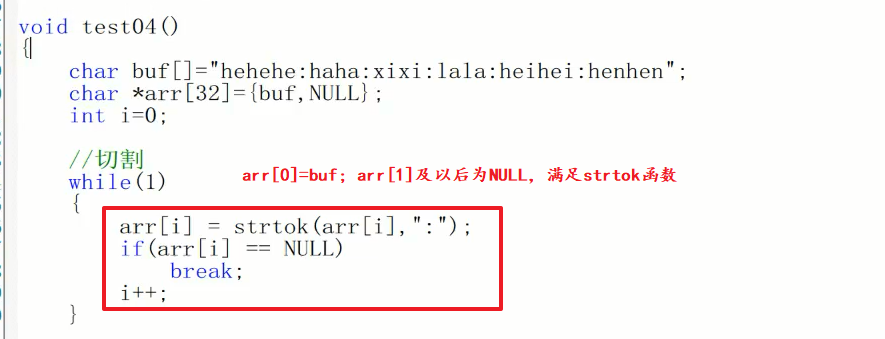 void test04()
{
char buf[]="hehehe:haha:xixi:lala:heihei:henhen";
char *arr[32]={buf,NULL};
int i=0;
//切割
arr[0]=buf; arr[1]及以后为NULL, 满足strtok函数
while(1)
{
arr[i] = strtok(arr[i],":");
if(arr[i] == NULL)
break;
i++;
}